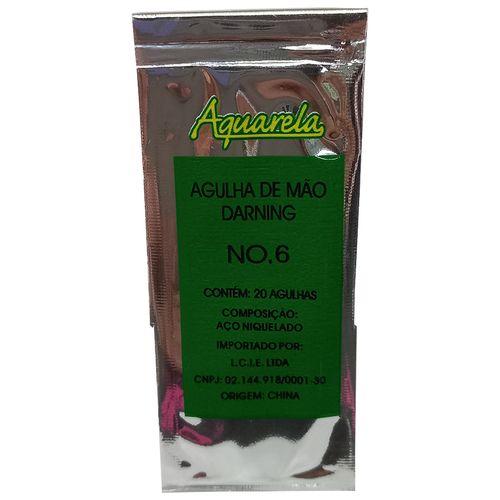 Aquarela
AGULHA DE MÃO
DARNING
NO.6
CONTÉM: 20 AGULHAS
COMPOSIÇÃO:
AÇO NIQUELADO
IMPORTADO POR:
L.C.I.E. LTDA
CNPJ: 02.144.918/0001-30
ORIGEM: CHINA